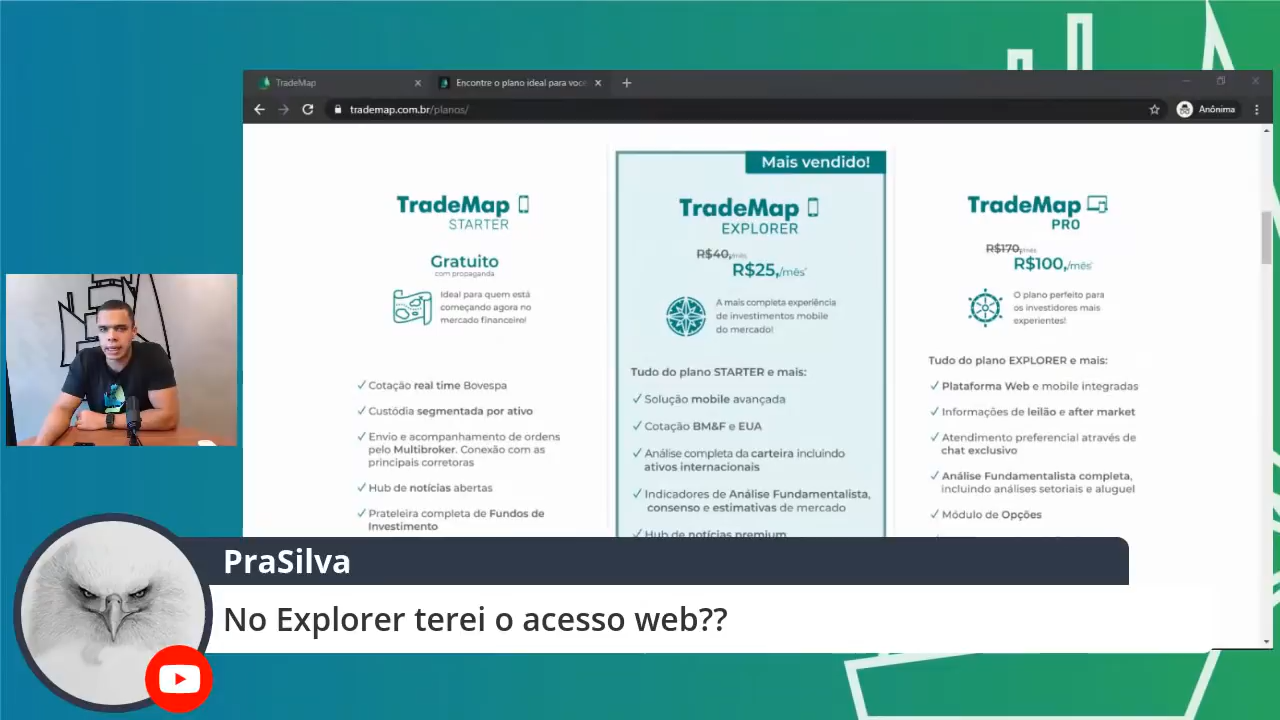 TradeMap
Encontre o plano ideal para você
trademap.com.br/planos/
Anônima
TradeMap
STARTER
Gratuito
com propaganda
Ideal para quem está
começando agora no
mercado financeiro!
✓ Cotação real time Bovespa
✓ Custódia segmentada por ativo
✓ Envio e acompanhamento de ordens
pelo Multibroker. Conexão com as
principais corretoras
✓ Hub de notícias abertas
✓ Prateleira completa de Fundos de
Investimento
Mais vendido!
TradeMap
EXPLORER
R$40,/mês
R$25,/mês*
A mais completa experiência
de investimentos mobile
do mercado!
Tudo do plano STARTER e mais:
✓ Solução mobile avançada
✓ Cotação BM&F e EUA
✓ Análise completa da carteira incluindo
ativos internacionais
✓ Indicadores de Análise Fundamentalista,
consenso e estimativas de mercado
✓ Hub de notícias premium
TradeMap
PRO
R$170,/mês
R$100,/mês*
O plano perfeito para
os investidores mais
experientes!
Tudo do plano EXPLORER e mais:
✓ Plataforma Web e mobile integradas
✓ Informações de leilão e after market
✓ Atendimento preferencial através de
chat exclusivo
✓ Análise Fundamentalista completa,
incluindo análises setoriais e aluguel
✓ Módulo de Opções
PraSilva
No Explorer terei o acesso web??